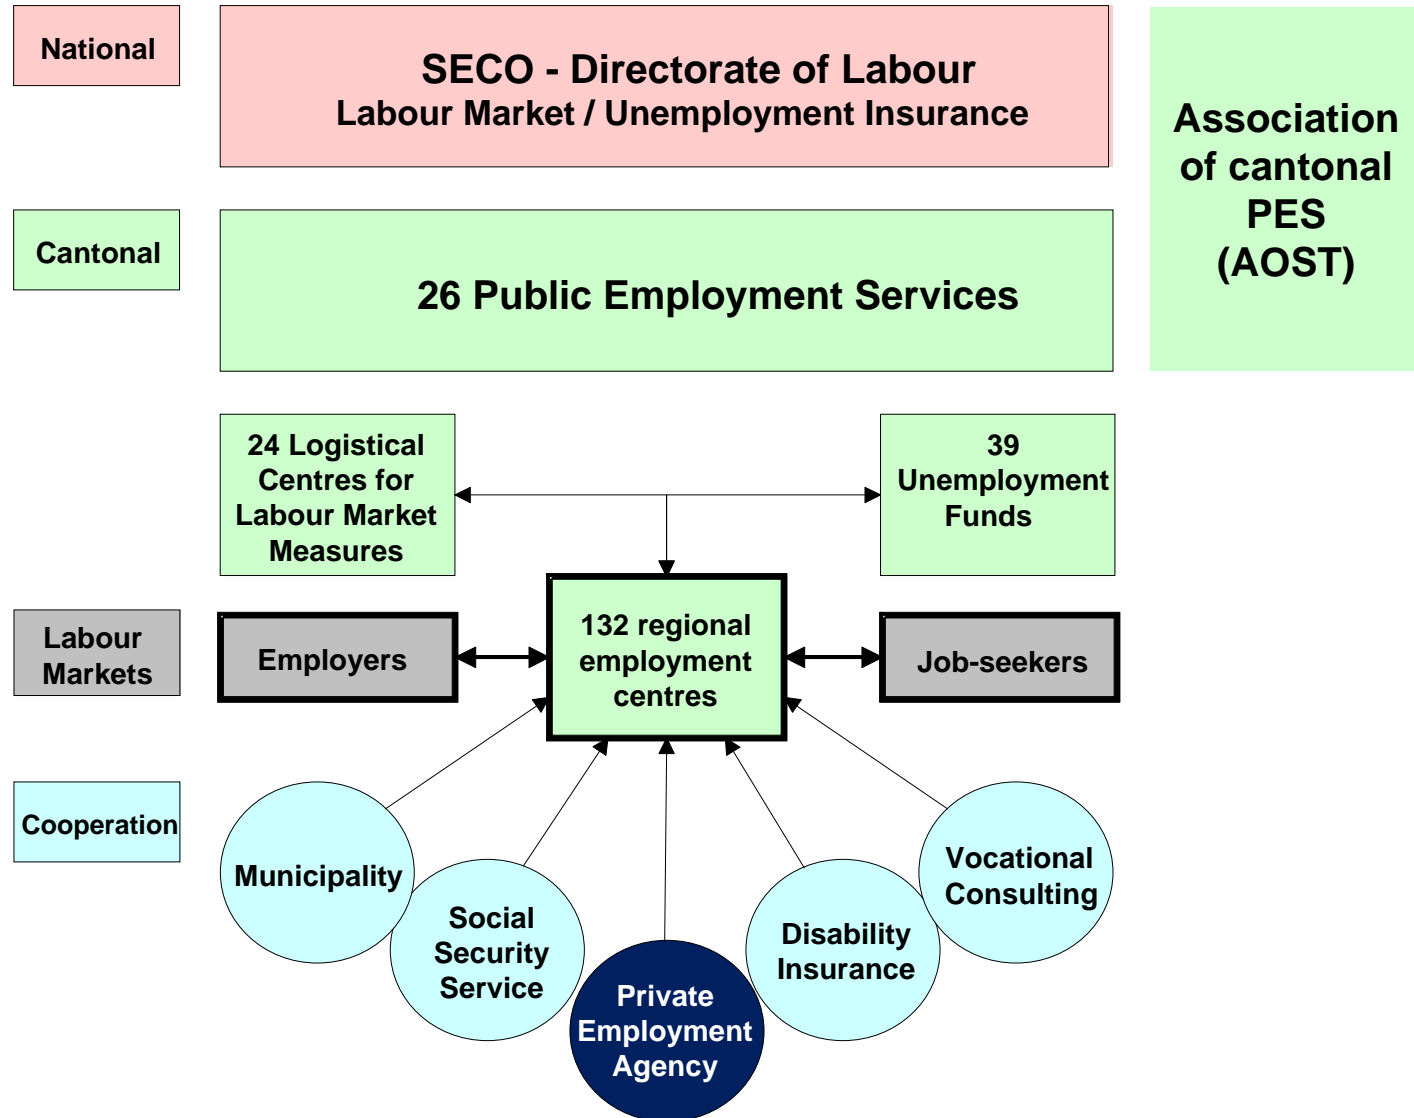 National
SECO - Directorate of Labour
Labour Market / Unemployment Insurance
Association
of cantonal
PES
(AOST)
Cantonal
26 Public Employment Services
24 Logistical
Centres for
Labour Market
Measures
39
Unemployment
Funds
Labour
Markets
Employers
132 regional
employment
centres
Job-seekers
Cooperation
Municipality
Social
Security
Service
Private
Employment
Agency
Disability
Insurance
Vocational
Consulting